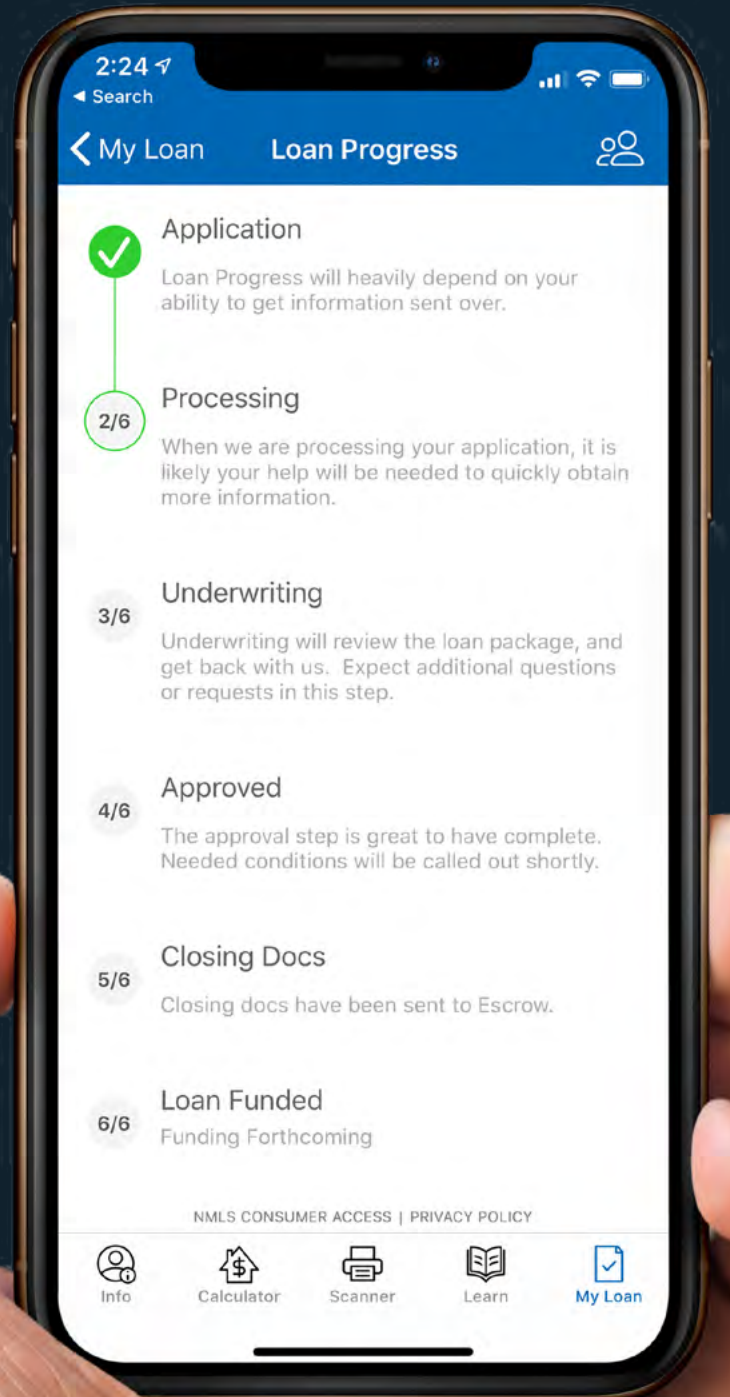 2:24
Search
My Loan
Loan Progress
Application
Loan Progress will heavily depend on your
ability to get information sent over.
2/6
Processing
When we are processing your application, it is
likely your help will be needed to quickly obtain
more information.
3/6
Underwriting
Underwriting will review the loan package, and
get back with us.  Expect additional questions
or requests in this step.
4/6
Approved
The approval step is great to have complete.
Needed conditions will be called out shortly.
5/6
Closing Docs
Closing docs have been sent to Escrow.
6/6
Loan Funded
Funding Forthcoming
NMLS CONSUMER ACCESS | PRIVACY POLICY
Info
Calculator
Scanner
Learn
My Loan